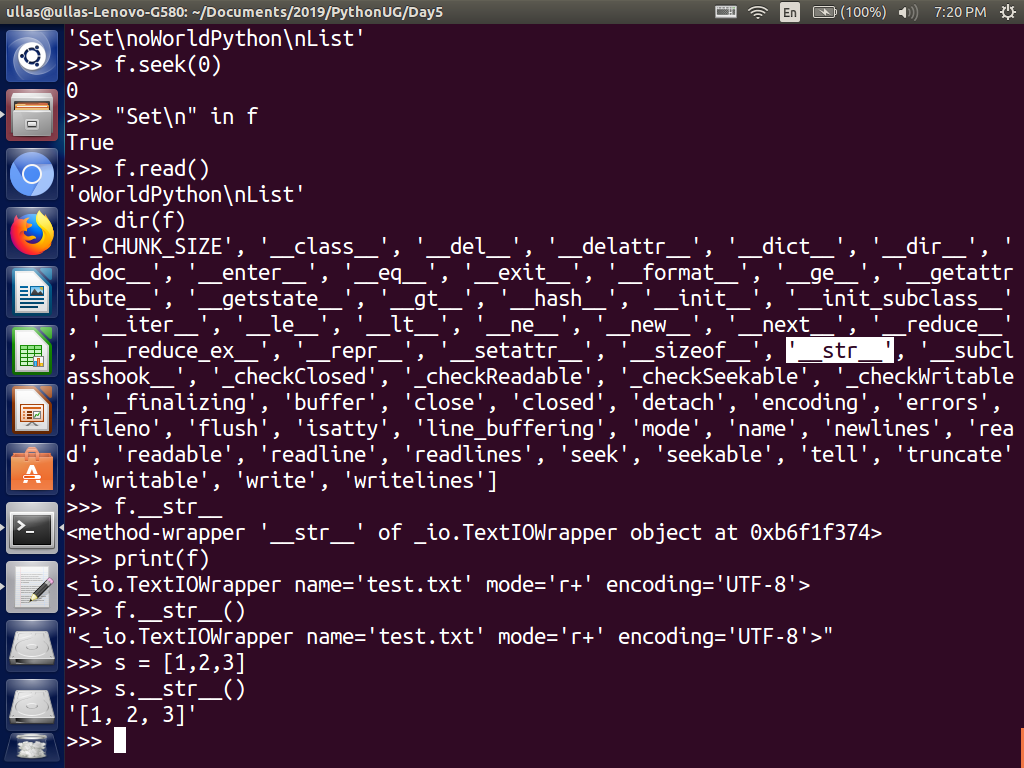 ullas@ullas-Lenovo-G580: ~/Documents/2019/PythonUG/Day5
En
(100%)
7:20 PM
'Set\noWorldPython\nList'
>>> f.seek(0)
0
>>> "Set\n" in f
True
>>> f.read()
'oWorldPython\nList'
>>> dir(f)
['_CHUNK_SIZE', '__class__', '__del__', '__delattr__', '__dict__', '__dir__', '
__doc__', '__enter__', '__eq__', '__exit__', '__format__', '__ge__', '__getattr
ibute__', '__getstate__', '__gt__', '__hash__', '__init__', '__init_subclass__'
, '__iter__', '__le__', '__lt__', '__ne__', '__new__', '__next__', '__reduce__'
, '__reduce_ex__', '__repr__', '__setattr__', '__sizeof__', '__str__', '__subcl
asshook__', '_checkClosed', '_checkReadable', '_checkSeekable', '_checkWritable
', '_finalizing', 'buffer', 'close', 'closed', 'detach', 'encoding', 'errors',
'fileno', 'flush', 'isatty', 'line_buffering', 'mode', 'name', 'newlines', 'rea
d', 'readable', 'readline', 'readlines', 'seek', 'seekable', 'tell', 'truncate'
, 'writable', 'write', 'writelines']
>>> f.__str__
<method-wrapper '__str__' of _io.TextIOWrapper object at 0xb6f1f374>
>>> print(f)
<_io.TextIOWrapper name='test.txt' mode='r+' encoding='UTF-8'>
>>> f.__str__()
"<_io.TextIOWrapper name='test.txt' mode='r+' encoding='UTF-8'>"
>>> s = [1,2,3]
>>> s.__str__()
'[1, 2, 3]'
>>>